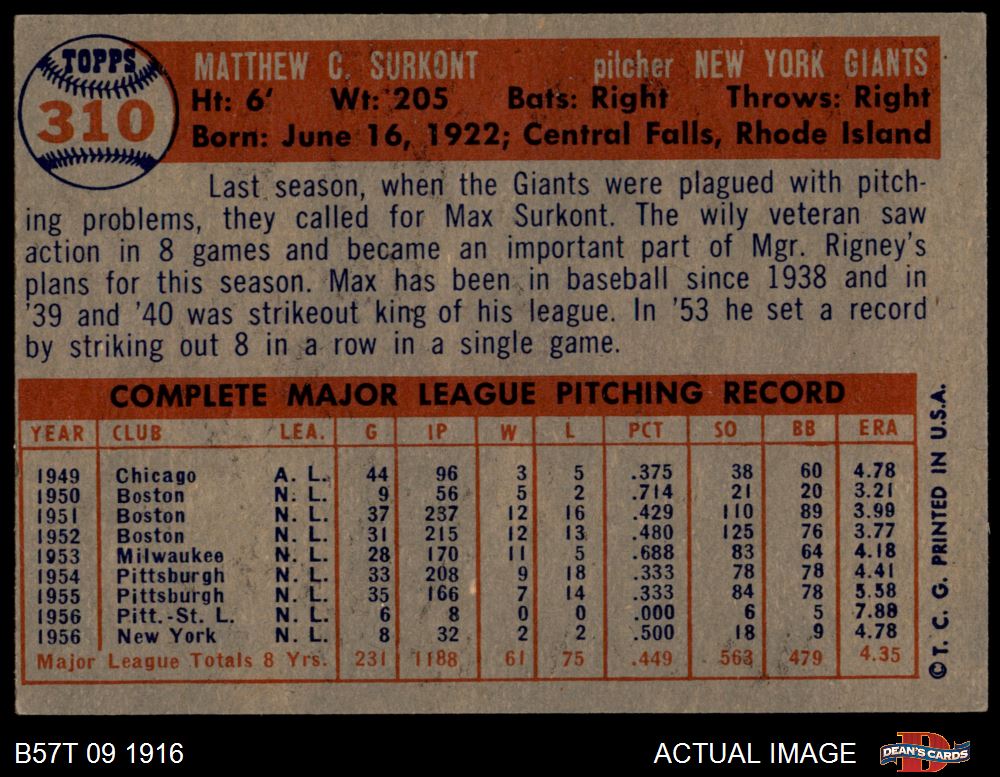 TOPPS
310
MATTHEW C. SURKONT pitcher NEW YORK GIANTS
Ht: 6' Wt: 205 Bats: Right Throws: Right
Born: June 16, 1922; Central Falls, Rhode Island
Last season, when the Giants were plagued with pitch-
ing problems, they called for Max Surkont. The wily veteran saw
action in 8 games and became an important part of Mgr. Rigney's
plans for this season. Max has been in baseball since 1938 and in
'39 and '40 was strikeout king of his league. In '53 he set a record
by striking out 8 in a row in a single game.
COMPLETE MAJOR LEAGUE PITCHING RECORD
YEAR CLUB LEA. G IP W L PCT SO BB ERA
1949 Chicago A. L. 44 96 3 5 .375 38 60 4.78
1950 Boston N. L. 9 56 5 2 .714 21 20 3.21
1951 Boston N. L. 37 237 12 16 .429 110 89 3.99
1952 Boston N. L. 31 215 12 13 .480 125 76 3.77
1953 Milwaukee N. L. 28 170 11 5 .688 83 64 4.18
1954 Pittsburgh N. L. 33 208 9 18 .333 78 78 4.41
1955 Pittsburgh N. L. 35 166 7 14 .333 84 78 5.58
1956 Pitt.-St. L. N. L. 6 8 0 0 .000 6 5 7.88
1956 New York N. L. 8 32 2 2 .500 18 9 4.78
Major League Totals 8 Yrs. 231 1188 61 75 .449 563 479 4.35
©T. C. G. PRINTED IN U.S.A.
B57T 09 1916
ACTUAL IMAGE
DEAN'S CARDS